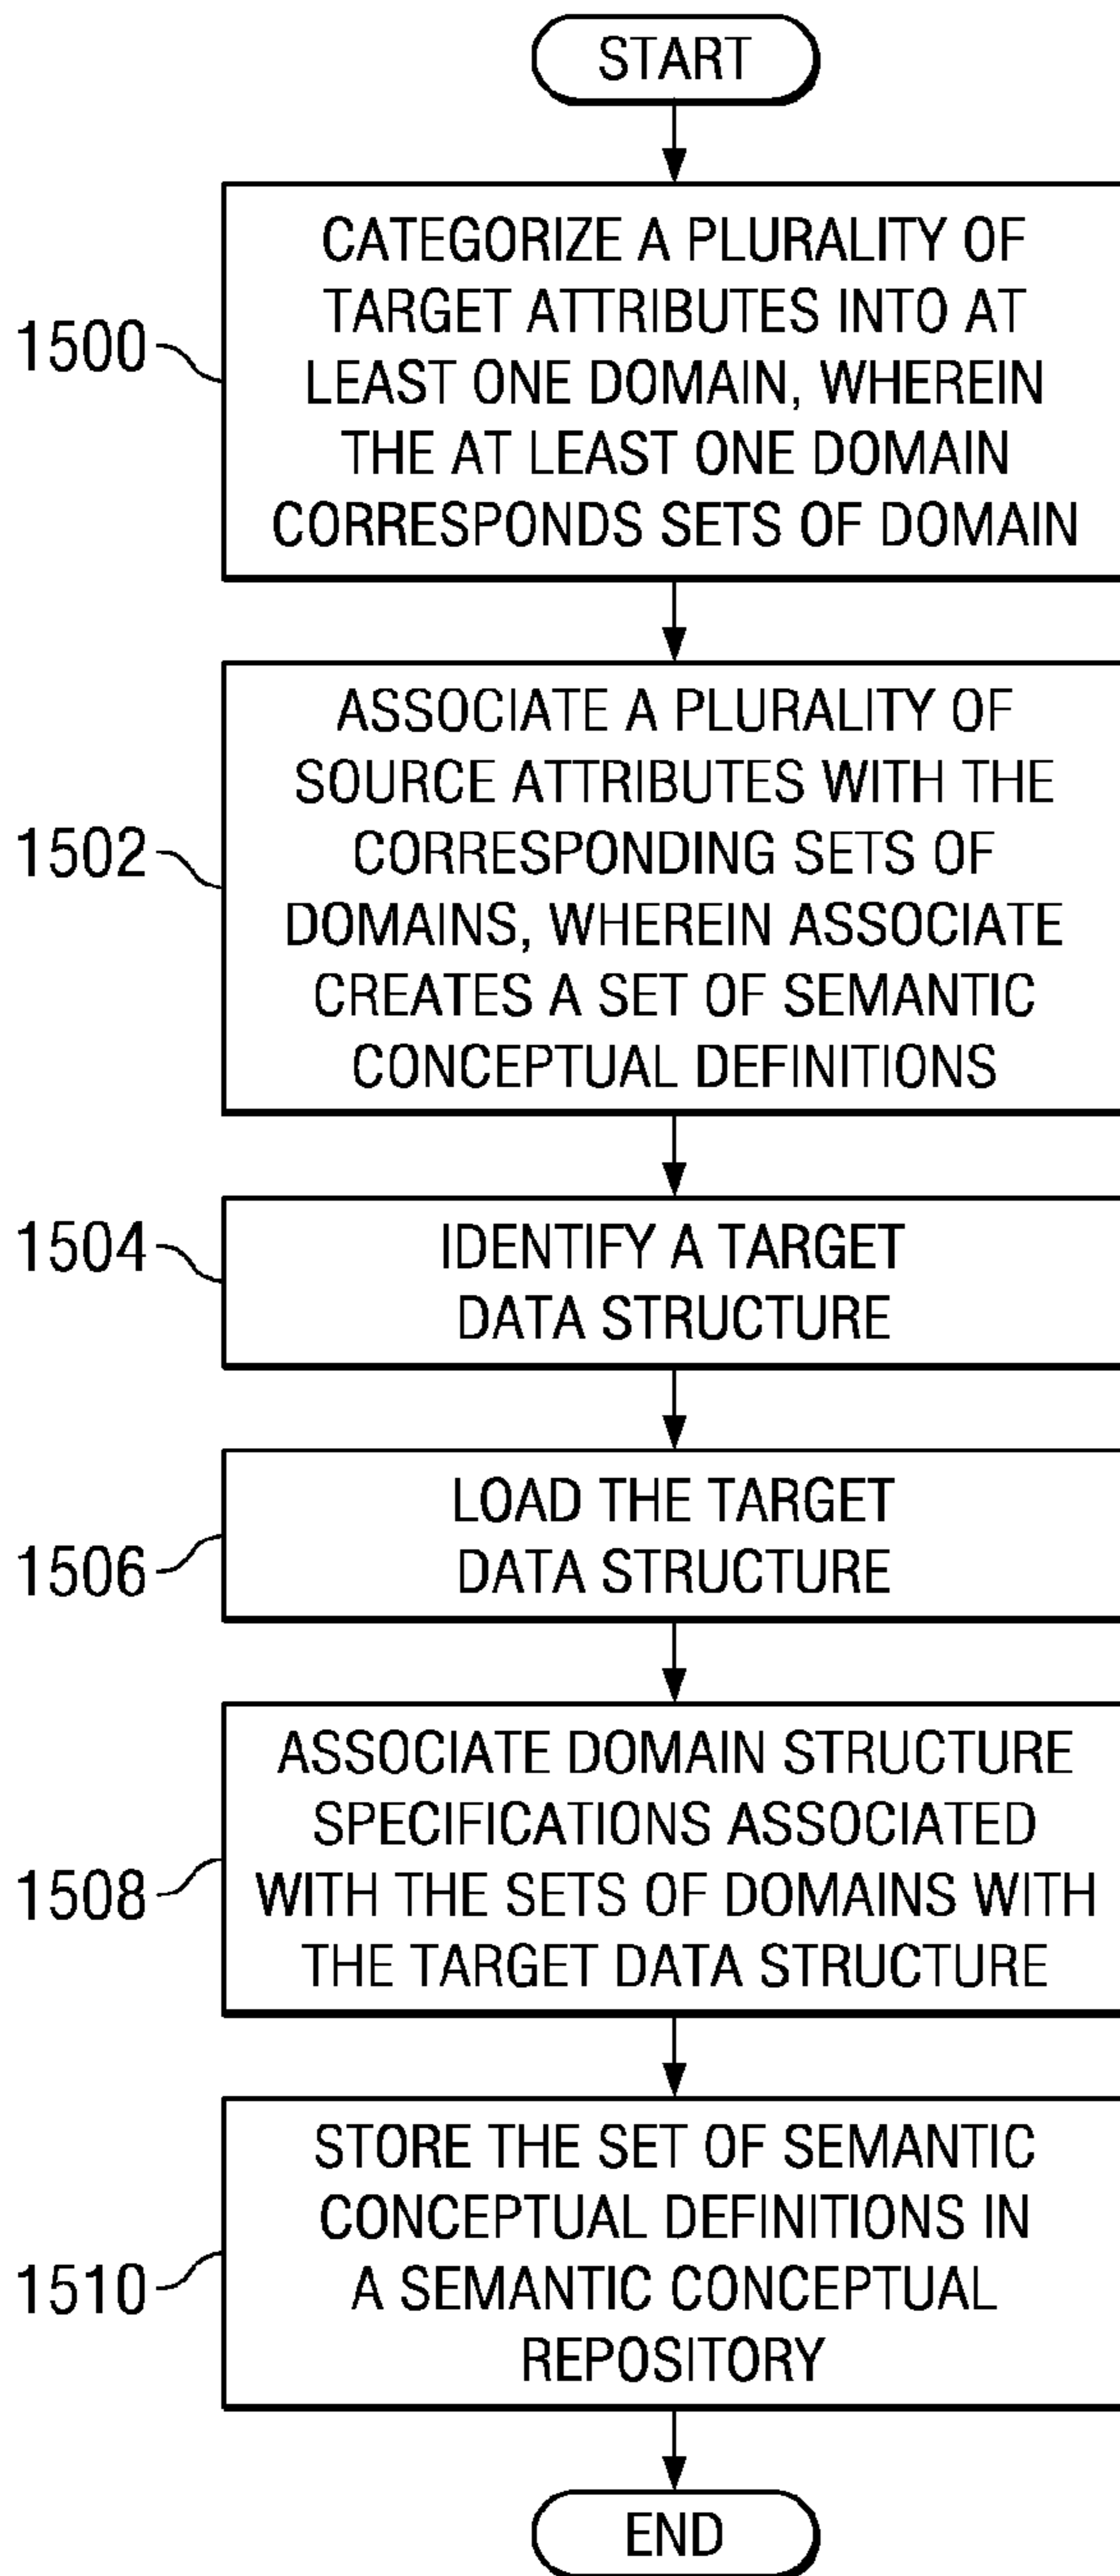 START
CATEGORIZE A PLURALITY OF
TARGET ATTRIBUTES INTO AT
LEAST ONE DOMAIN, WHEREIN
THE AT LEAST ONE DOMAIN
CORRESPONDS SETS OF DOMAIN
1500
ASSOCIATE A PLURALITY OF
SOURCE ATTRIBUTES WITH THE
CORRESPONDING SETS OF
DOMAINS, WHEREIN ASSOCIATE
CREATES A SET OF SEMANTIC
CONCEPTUAL DEFINITIONS
1502
IDENTIFY A TARGET
DATA STRUCTURE
1504
LOAD THE TARGET
DATA STRUCTURE
1506
ASSOCIATE DOMAIN STRUCTURE
SPECIFICATIONS ASSOCIATED
WITH THE SETS OF DOMAINS WITH
THE TARGET DATA STRUCTURE
1508
STORE THE SET OF SEMANTIC
CONCEPTUAL DEFINITIONS IN
A SEMANTIC CONCEPTUAL
REPOSITORY
1510
END